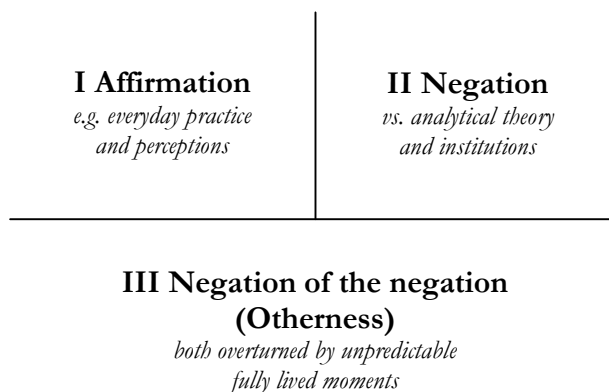 I Affirmation
e.g. everyday practice
and perceptions
II Negation
vs. analytical theory
and institutions
III Negation of the negation
(Otherness)
both overturned by unpredictable
fully lived moments